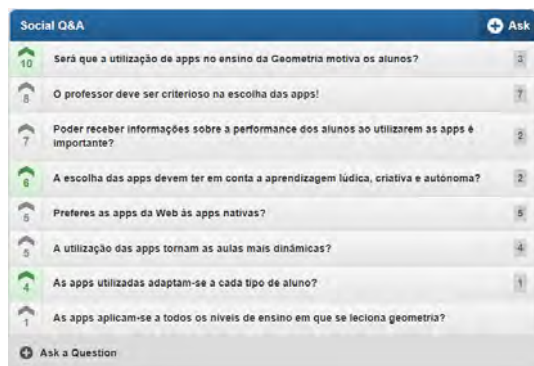 Social Q&A Ask
10 Será que a utilização de apps no ensino da Geometria motiva os alunos? 3
8 O professor deve ser criterioso na escolha das apps! 7
7 Poder receber informações sobre a performance dos alunos ao utilizarem as apps é
importante? 2
6 A escolha das apps devem ter em conta a aprendizagem lúdica, criativa e autónoma? 2
5 Preferes as apps da Web às apps nativas? 5
5 A utilização das apps tornam as aulas mais dinâmicas? 4
4 As apps utilizadas adaptam-se a cada tipo de aluno? 1
1 As apps aplicam-se a todos os níveis de ensino em que se leciona geometria?
Ask a Question